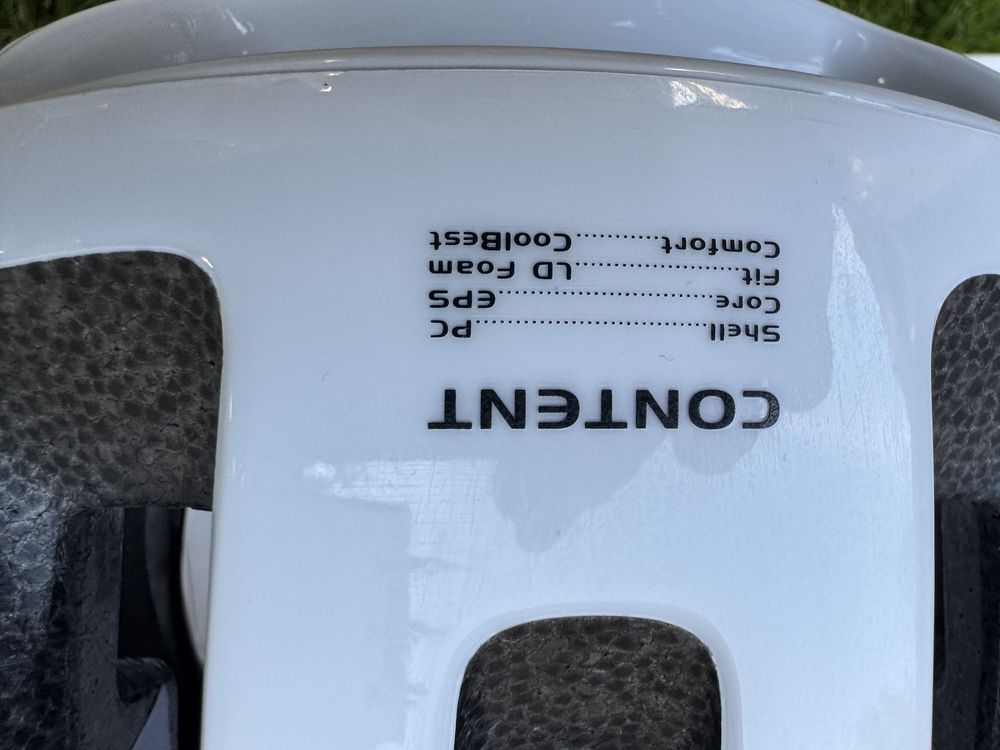 CONTENT
Shell..............................PC
Core............................EPS
Fit......................LD Foam
Comfort...........CoolBest